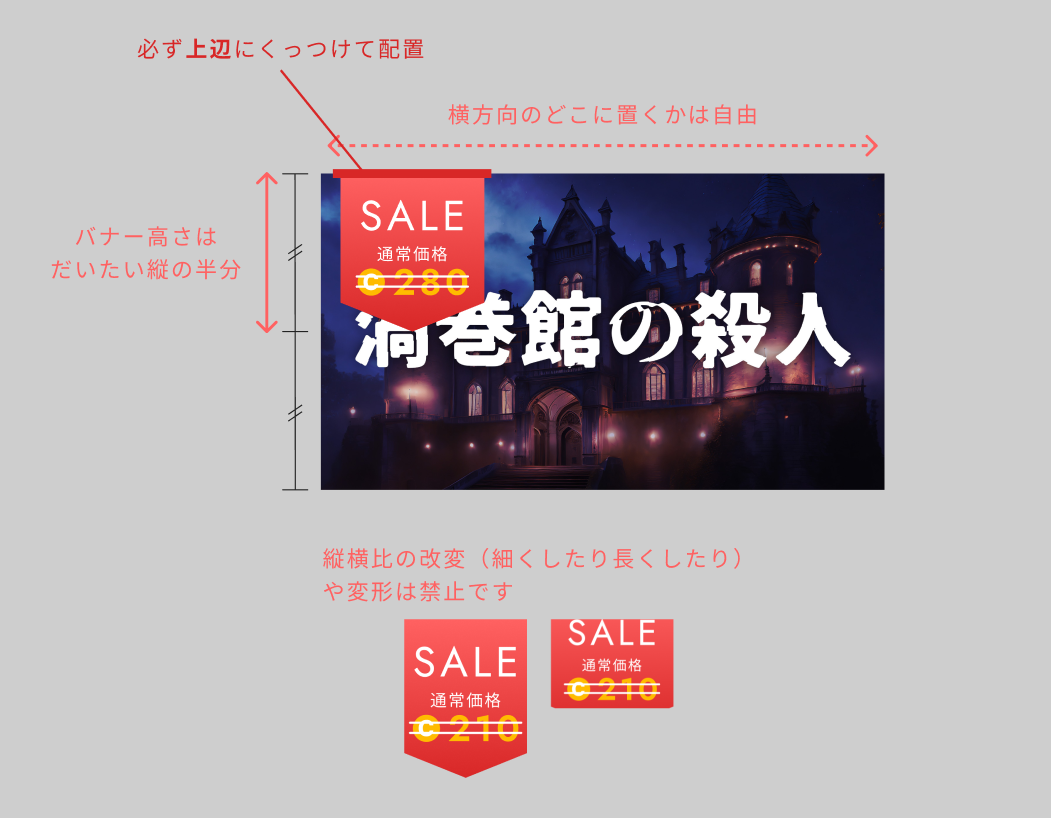 必ず上辺にくっつけて配置
横方向のどこに置くかは自由
バナー高さは
だいたい縦の半分
SALE
通常価格
C 280
渦巻館の殺人
縦横比の改変（細くしたり長くしたり）
や変形は禁止です
SALE
通常価格
C 210
SALE
通常価格
C 210